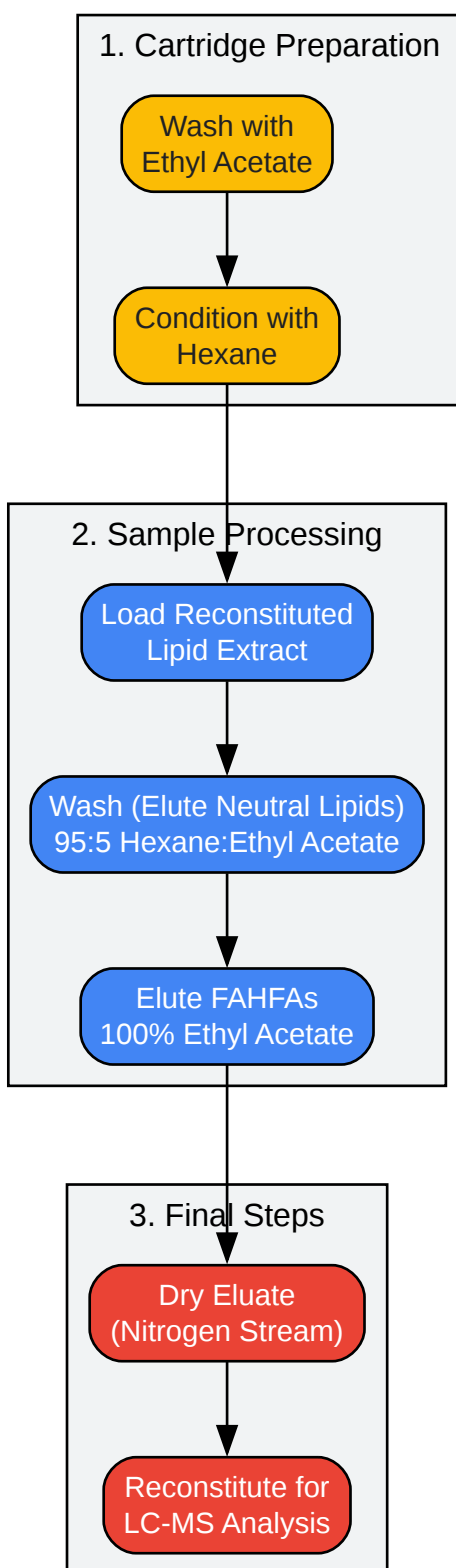 1. Cartridge Preparation
Wash with
Ethyl Acetate
Condition with
Hexane
2. Sample Processing
Load Reconstituted
Lipid Extract
Wash (Elute Neutral Lipids)
95:5 Hexane:Ethyl Acetate
Elute FAHFAs
100% Ethyl Acetate
3. Final Steps
Dry Eluate
(Nitrogen Stream)
Reconstitute for
LC-MS Analysis